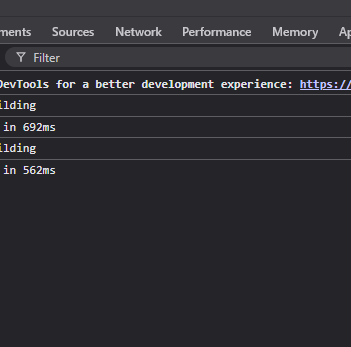 ments Sources Network Performance Memory Ap
Filter
DevTools for a better development experience: https://
ilding
in 692ms
ilding
in 562ms